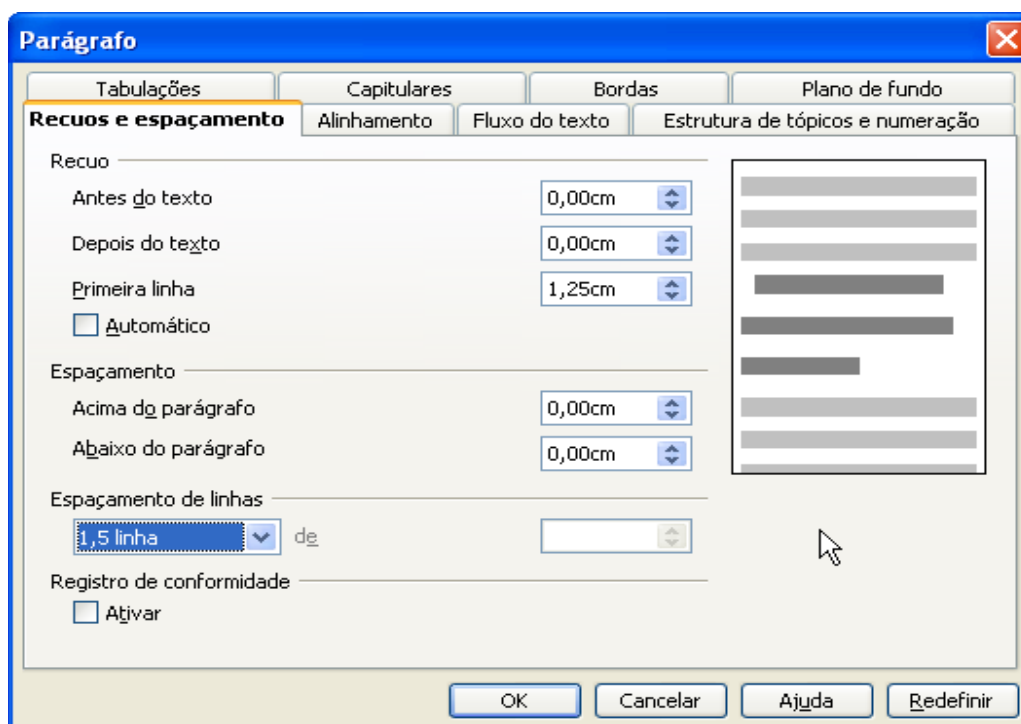 Parágrafo
Tabulações Capitulares Bordas Plano de fundo
Recuos e espaçamento Alinhamento Fluxo do texto Estrutura de tópicos e numeração
Recuo
Antes do texto 0,00cm
Depois do texto 0,00cm
Primeira linha 1,25cm
Automático
Espaçamento
Acima do parágrafo 0,00cm
Abaixo do parágrafo 0,00cm
Espaçamento de linhas
1,5 linha de
Registro de conformidade
Ativar
OK Cancelar Ajuda Redefinir